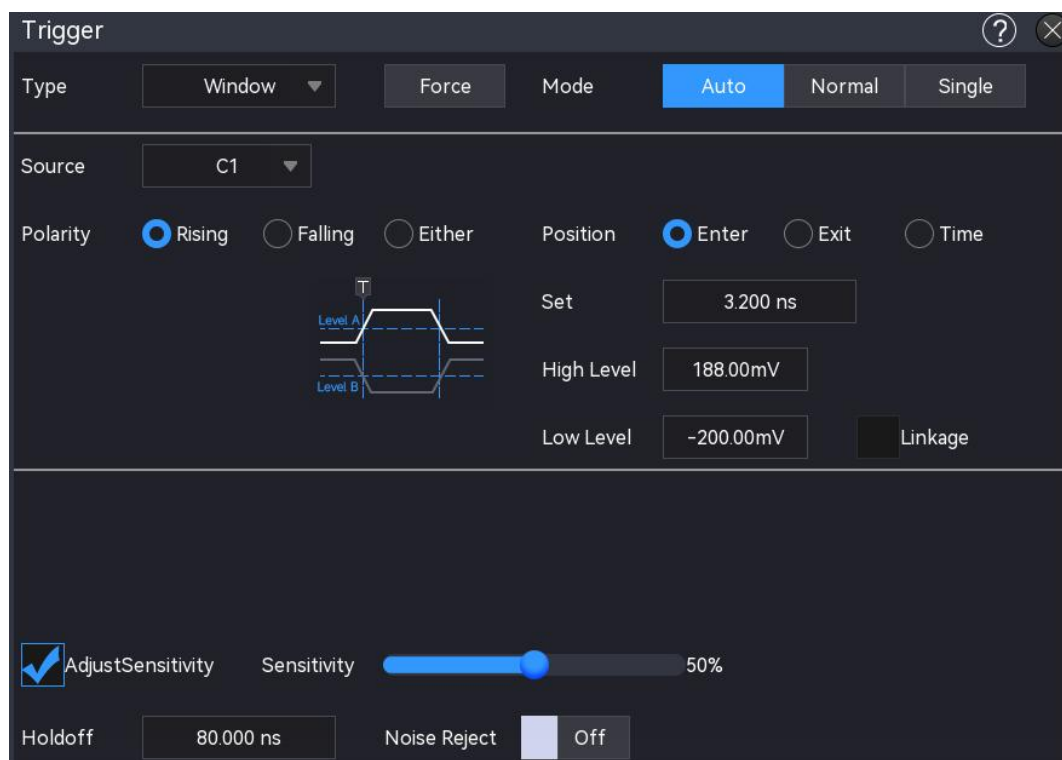 Trigger ?
Type Window Force Mode Auto Normal Single
Source C1
Polarity Rising Falling Either Position Enter Exit Time
T
Set 3.200 ns
Level A
High Level 188.00mV
Level B
Low Level -200.00mV Linkage
AdjustSensitivity Sensitivity 50%
Holdoff 80.000 ns Noise Reject Off